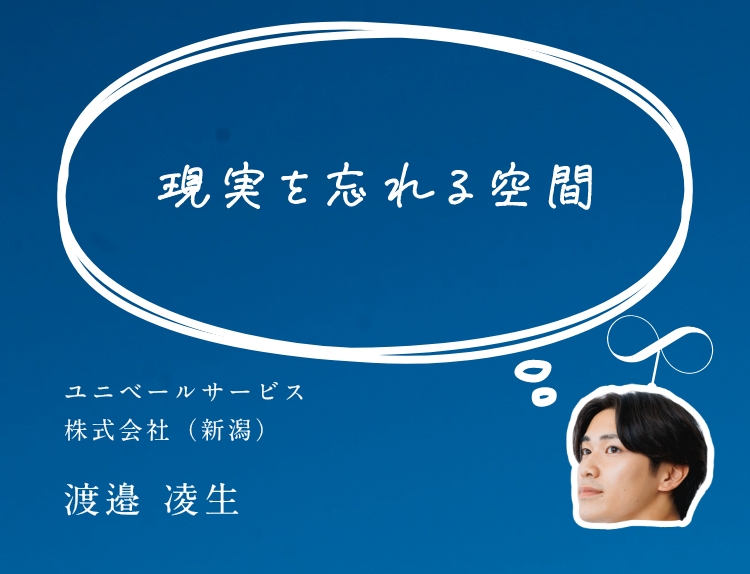 現実を忘れる空間
ユニベールサービス
株式会社（新潟）
渡邉 凌生